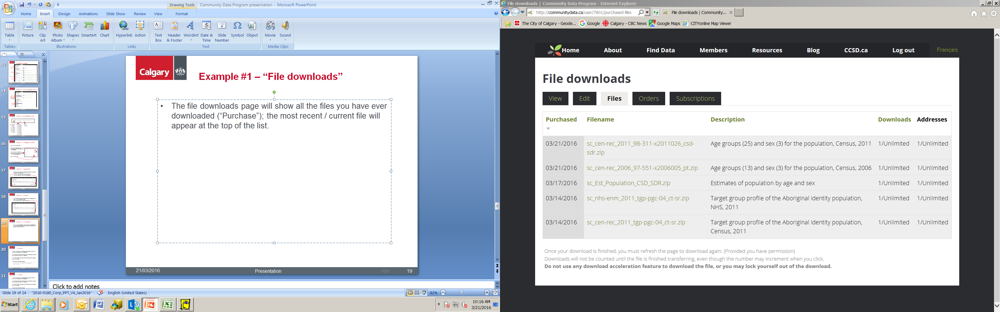 Drawing Tools
Community Data Program presentation - Microsoft PowerPoint
Home Insert Design Animations Slide Show Review View Format
Table Picture Clip Art Photo Album Shapes SmartArt Chart Hyperlink Action Text Box Header & Footer WordArt Date & Time Slide Number Symbol Object Movie Sound
Tables Illustrations Links Text Media Clips
13
14
15
16
17
18
19
20
21
Calgary
Example #1 – “File downloads”
• The file downloads page will show all the files you have ever
downloaded (“Purchase”); the most recent / current file will
appear at the top of the list.
21/03/2016 Presentation V04 19
Click to add notes
Slide 19 of 24 "2016-0180_Corp_PPT_V4_Jan2016" English (United States) 82%
Start
10:16 AM
3/21/2016
File downloads | Community Data Program - Internet Explorer
http://communitydata.ca/user/7801/purchased-files
File downloads | Community...
The City of Calgary - Geode... Google Calgary - CBC News Google Maps CITYonline Map Viewer
Home About Find Data Members Resources Blog CCSD.ca Log out Français
File downloads
View Edit Files Orders Subscriptions
Purchased Filename Description Downloads Addresses
03/21/2016 sc_cen-rec_2011_98-311-x2011026_csd- Age groups (25) and sex (3) for the population, Census, 2011 1/Unlimited 1/Unlimited
sdr.zip
03/21/2016 sc_cen-rec_2006_97-551-x2006005_pt.zip Age groups (13) and sex (3) for the population, Census, 2006 1/Unlimited 1/Unlimited
03/17/2016 sc_Est_Population_CSD_SDR.zip Estimates of population by age and sex 1/Unlimited 1/Unlimited
03/14/2016 sc_nhs-enm_2011_tgp-pgc-04_ct-sr.zip Target group profile of the Aboriginal identity population, 1/Unlimited 1/Unlimited
NHS, 2011
03/14/2016 sc_cen-rec_2011_tgp-pgc-04_ct-sr.zip Target group profile of the Aboriginal identity population, 1/Unlimited 1/Unlimited
Census, 2011
Once your download is finished, you must refresh the page to download again. (Provided you have permission)
Downloads will not be counted until the file is finished transferring, even though the number may increment when you click.
Do not use any download acceleration feature to download the file, or you may lock yourself out of the download.